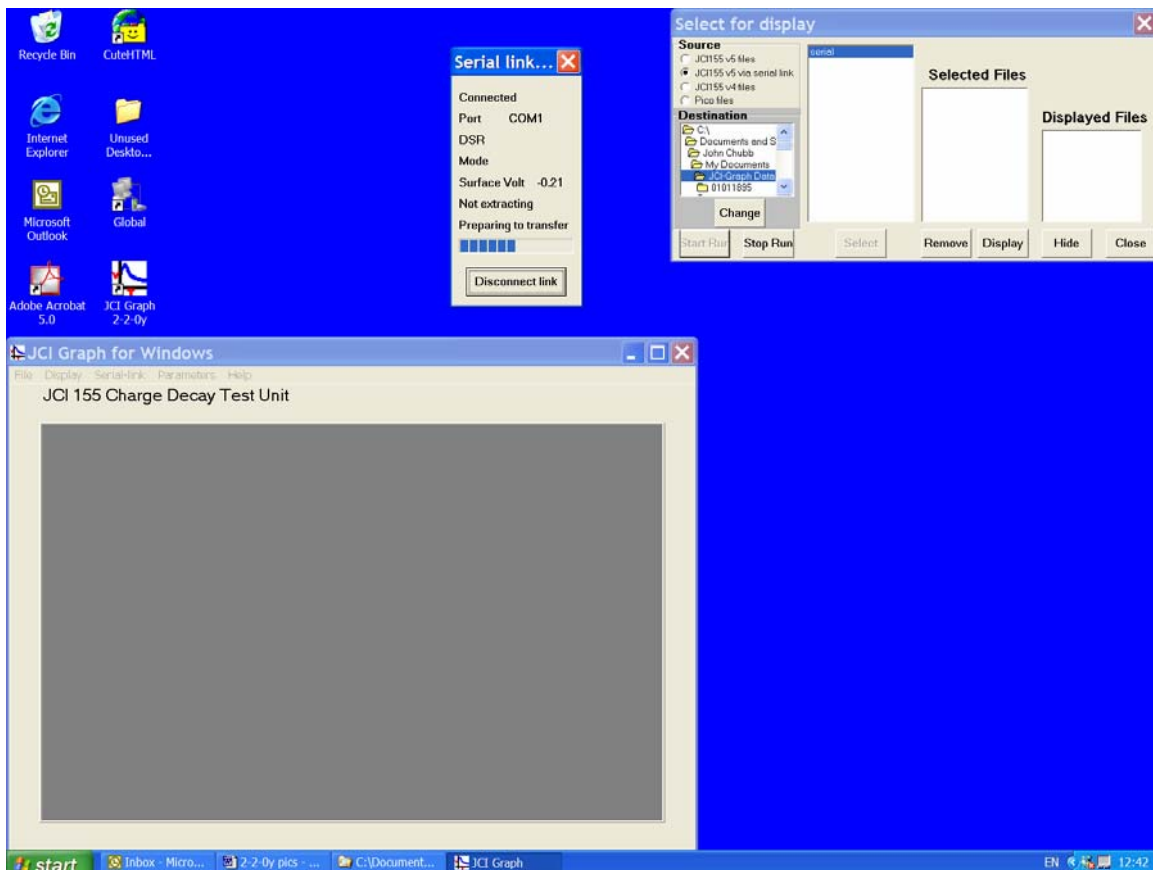 Recycle Bin
CuteHTML
Internet
Explorer
Unused
Deskto...
Microsoft
Outlook
Global
Adobe Acrobat
5.0
JCI Graph
2-2-0y
Serial link...
Connected
Port COM1
DSR
Mode
Surface Volt -0.21
Not extracting
Preparing to transfer
Disconnect link
Select for display
Source
JCI155 v5 files
JCI155 v5 via serial link
JCI155 v4 files
Pico files
Destination
C:\
Documents and S
John Chubb
My Documents
JCI-Graph Data
01011895
Change
Start Run
Stop Run
serial
Select
Selected Files
Remove
Display
Displayed Files
Hide
Close
JCI Graph for Windows
File Display Serial-link Parameters Help
JCI 155 Charge Decay Test Unit
start
Inbox - Micro...
2-2-0y pics - ...
C:\Document...
JCI Graph
EN
12:42